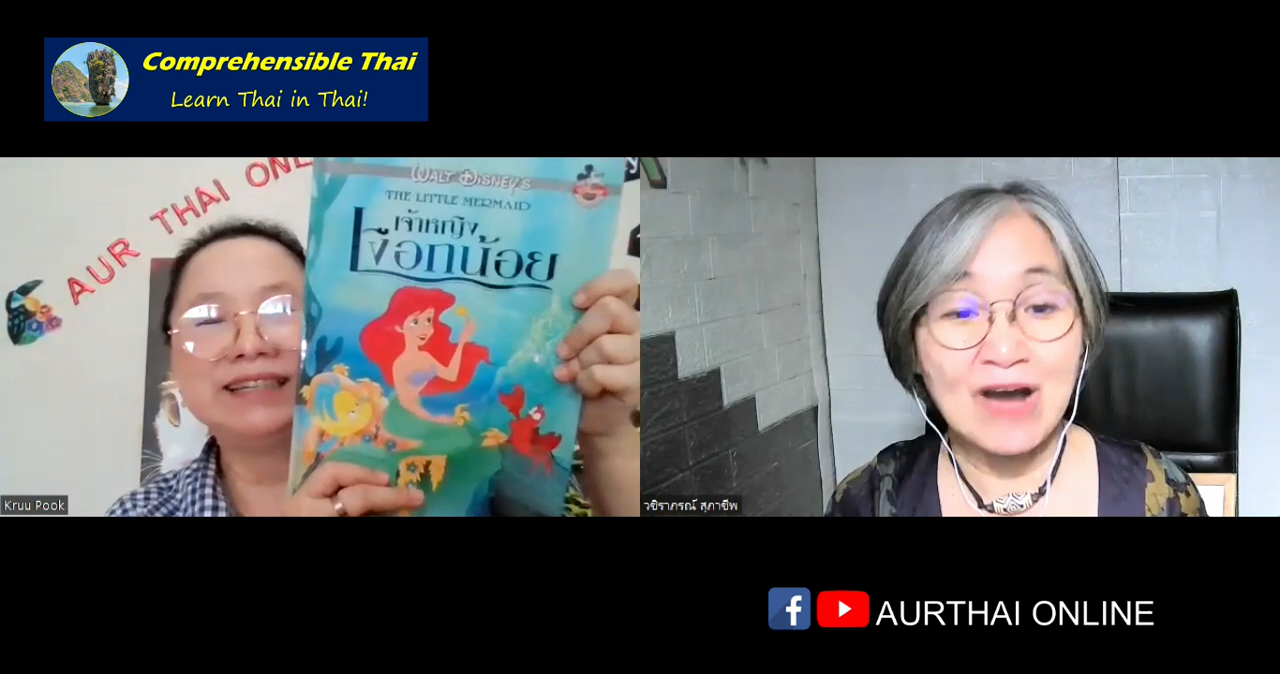 Comprehensible Thai
Learn Thai in Thai!
AUR THAI ONL
WALT DISNEY'S
THE LITTLE MERMAID
เจ้าหญิง
เงือกน้อย
Kruu Pook
วชิราภรณ์ สุภาชีพ
AURTHAI ONLINE